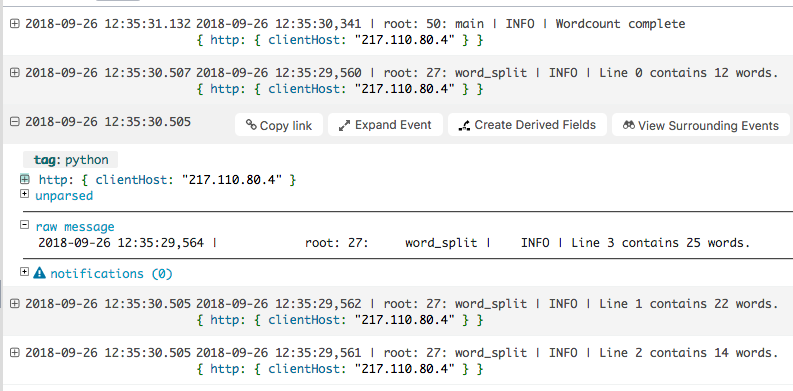 2018-09-26 12:35:31.132 2018-09-26 12:35:30,341 | root: 50: main | INFO | Wordcount complete
{ http: { clientHost: "217.110.80.4" } }
2018-09-26 12:35:30.507 2018-09-26 12:35:29,560 | root: 27: word_split | INFO | Line 0 contains 12 words.
{ http: { clientHost: "217.110.80.4" } }
2018-09-26 12:35:30.505 Copy link Expand Event Create Derived Fields View Surrounding Events
tag: python
http: { clientHost: "217.110.80.4" }
unparsed
raw message
2018-09-26 12:35:29,564 | root: 27: word_split | INFO | Line 3 contains 25 words.
notifications (0)
2018-09-26 12:35:30.505 2018-09-26 12:35:29,562 | root: 27: word_split | INFO | Line 1 contains 22 words.
{ http: { clientHost: "217.110.80.4" } }
2018-09-26 12:35:30.505 2018-09-26 12:35:29,561 | root: 27: word_split | INFO | Line 2 contains 14 words.
{ http: { clientHost: "217.110.80.4" } }